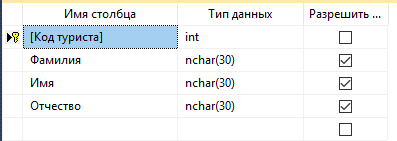 Имя столбца Тип данных Разрешить ...
[Код туриста] int
Фамилия nchar(30)
Имя nchar(30)
Отчество nchar(30)